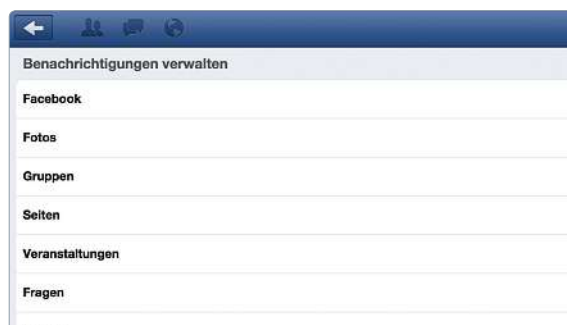 Benachrichtigungen verwalten
Facebook
Fotos
Gruppen
Seiten
Veranstaltungen
Fragen